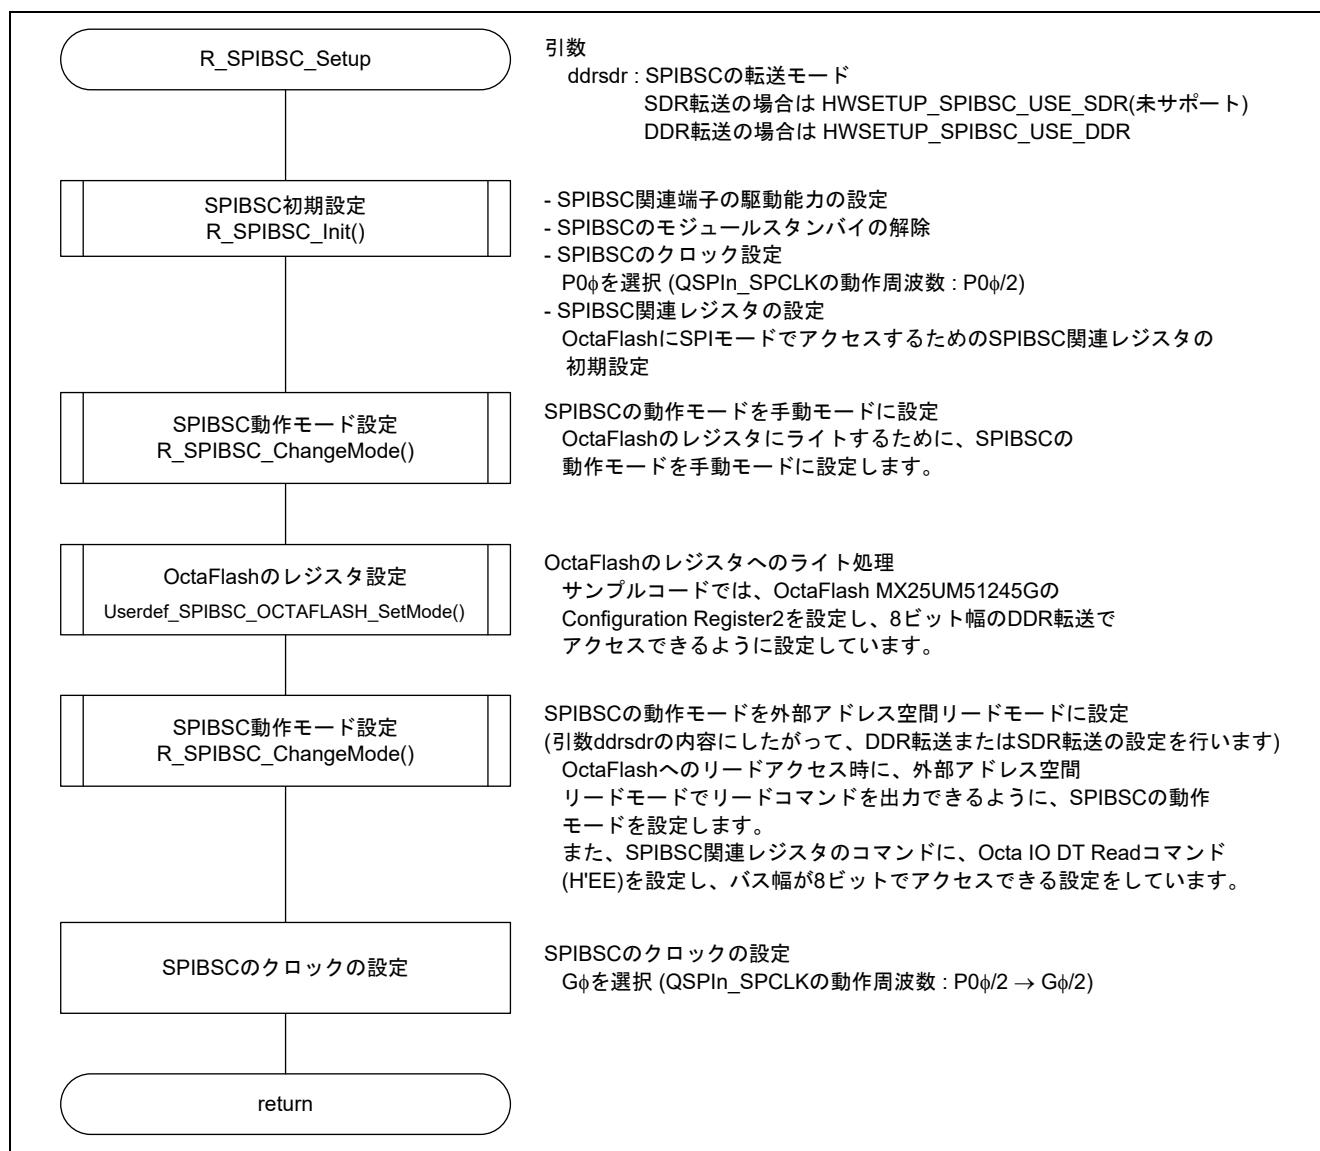 R_SPIBSC_Setup
引数
ddrsdr : SPIBSCの転送モード
SDR転送の場合は HWSETUP_SPIBSC_USE_SDR(未サポート)
DDR転送の場合は HWSETUP_SPIBSC_USE_DDR
SPIBSC初期設定
R_SPIBSC_Init()
- SPIBSC関連端子の駆動能力の設定
- SPIBSCのモジュールスタンバイの解除
- SPIBSCのクロック設定
P0φを選択 (QSPIn_SPCLKの動作周波数 : P0φ/2)
- SPIBSC関連レジスタの設定
OctaFlashにSPIモードでアクセスするためのSPIBSC関連レジスタの
初期設定
SPIBSC動作モード設定
R_SPIBSC_ChangeMode()
SPIBSCの動作モードを手動モードに設定
OctaFlashのレジスタにライトするために、SPIBSCの
動作モードを手動モードに設定します。
OctaFlashのレジスタ設定
Userdef_SPIBSC_OCTAFLASH_SetMode()
OctaFlashのレジスタへのライト処理
サンプルコードでは、OctaFlash MX25UM51245Gの
Configuration Register2を設定し、8ビット幅のDDR転送で
アクセスできるように設定しています。
SPIBSC動作モード設定
R_SPIBSC_ChangeMode()
SPIBSCの動作モードを外部アドレス空間リードモードに設定
(引数ddrsdrの内容にしたがって、DDR転送またはSDR転送の設定を行います)
OctaFlashへのリードアクセス時に、外部アドレス空間
リードモードでリードコマンドを出力できるように、SPIBSCの動作
モードを設定します。
また、SPIBSC関連レジスタのコマンドに、Octa IO DT Readコマンド
(H'EE)を設定し、バス幅が8ビットでアクセスできる設定をしています。
SPIBSCのクロックの設定
SPIBSCのクロックの設定
Gφを選択 (QSPIn_SPCLKの動作周波数 : P0φ/2 → Gφ/2)
return